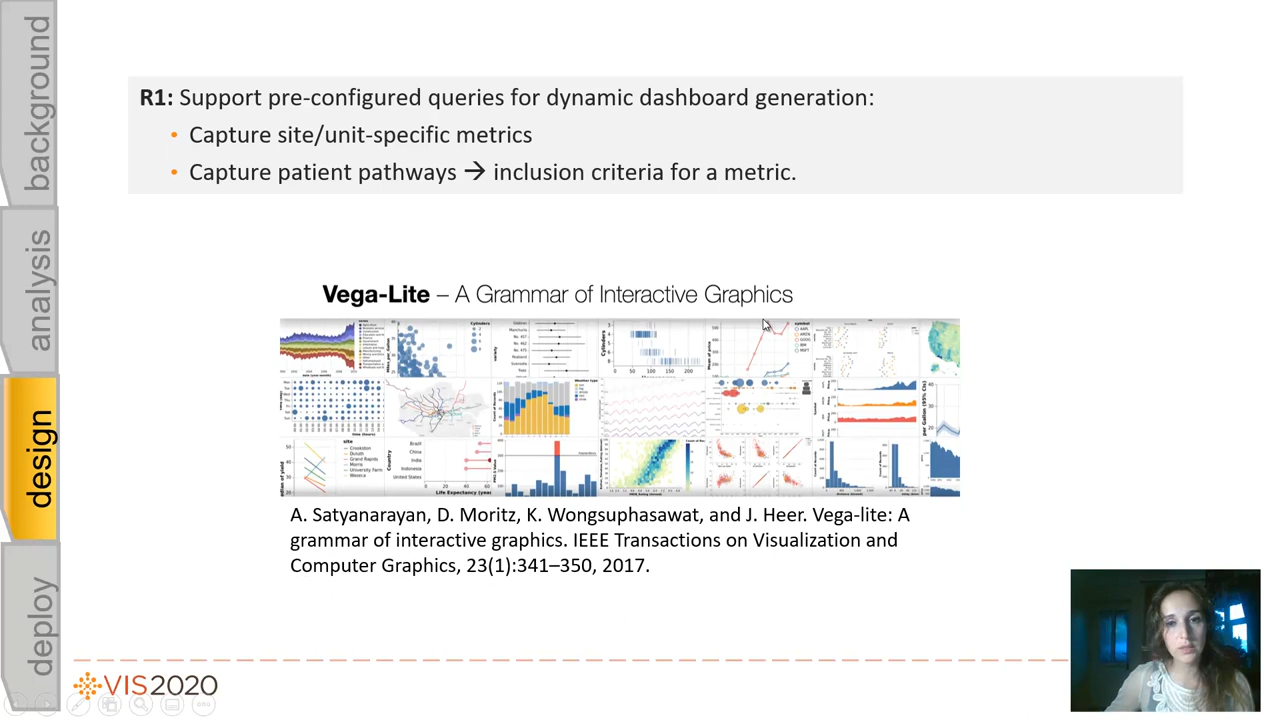 background
analysis
design
deploy
R1: Support pre-configured queries for dynamic dashboard generation:
• Capture site/unit-specific metrics
• Capture patient pathways → inclusion criteria for a metric.
Vega-Lite – A Grammar of Interactive Graphics
A. Satyanarayan, D. Moritz, K. Wongsuphasawat, and J. Heer. Vega-lite: A
grammar of interactive graphics. IEEE Transactions on Visualization and
Computer Graphics, 23(1):341–350, 2017.
VIS2020